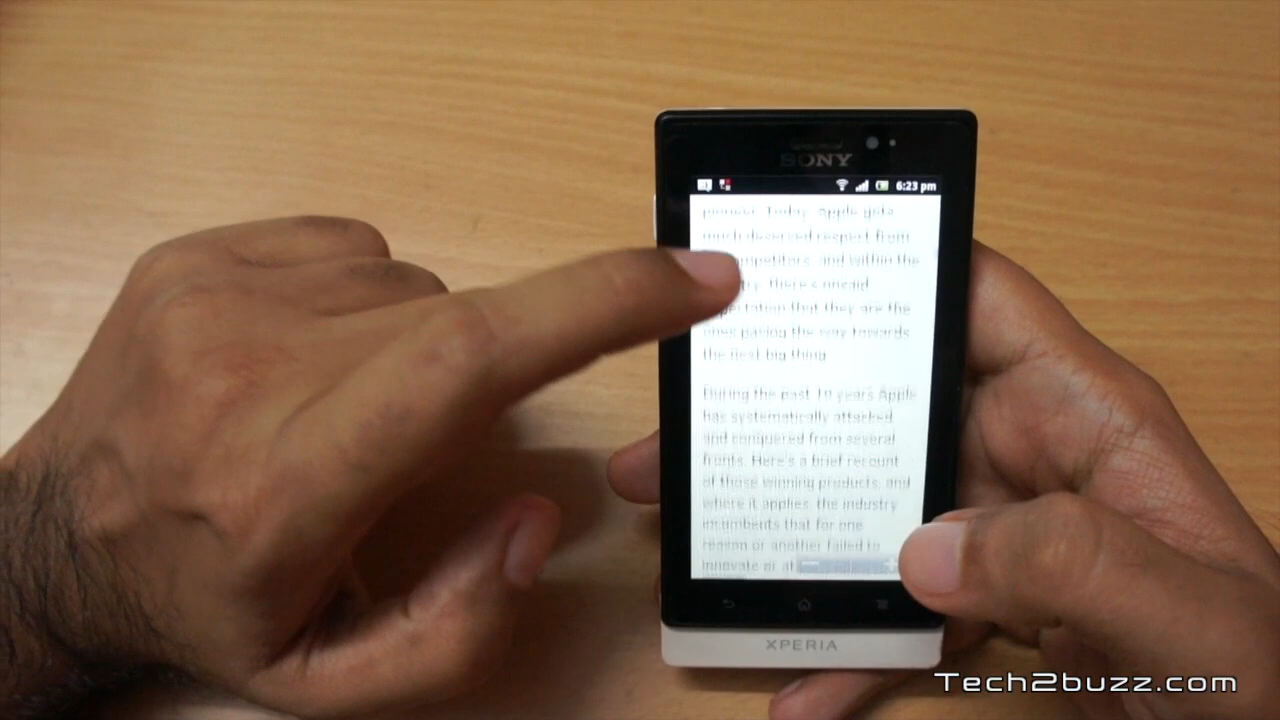 SONY
6:23 pm
pioneer. Today, Apple gets
much deserved respect from
competitors, and within the
there's unsaid
expectation that they are the
ones paving the way towards
the next big thing.
During the past 10 years Apple
has systematically attacked
and conquered from several
fronts. Here's a brief recount
of those winning products, and
where it applies, the industry
incumbents that for one
reason or another failed to
innovate or
XPERIA
Tech2buzz.com